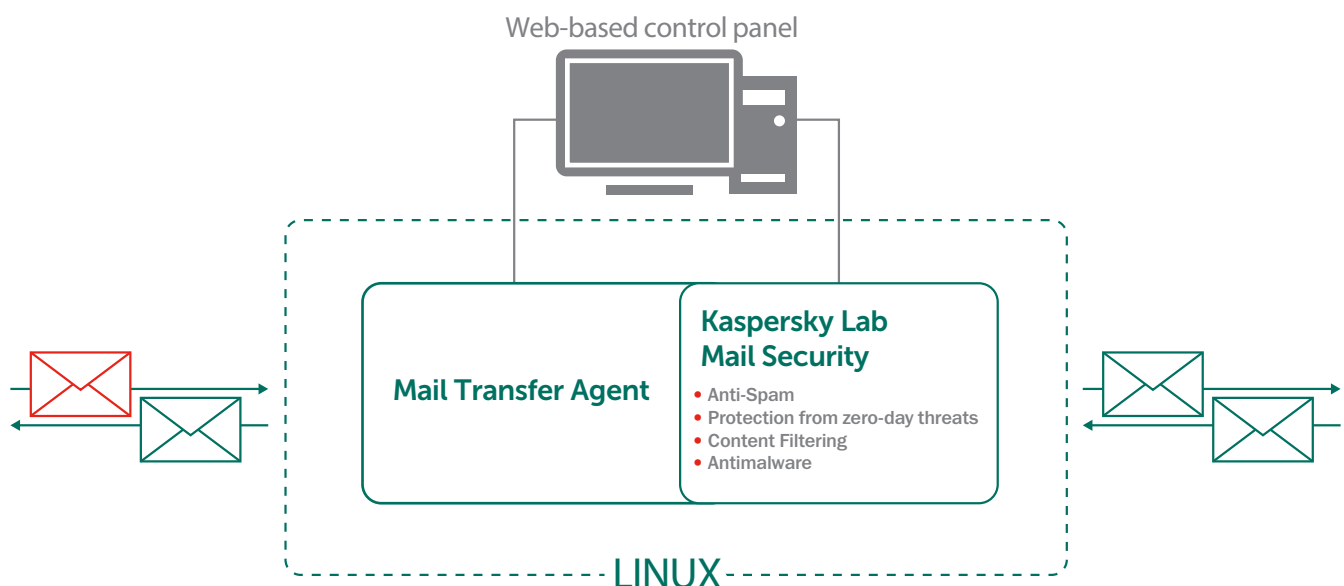 Web-based control panel
Mail Transfer Agent
Kaspersky Lab
Mail Security
• Anti-Spam
• Protection from zero-day threats
• Content Filtering
• Antimalware
LINUX